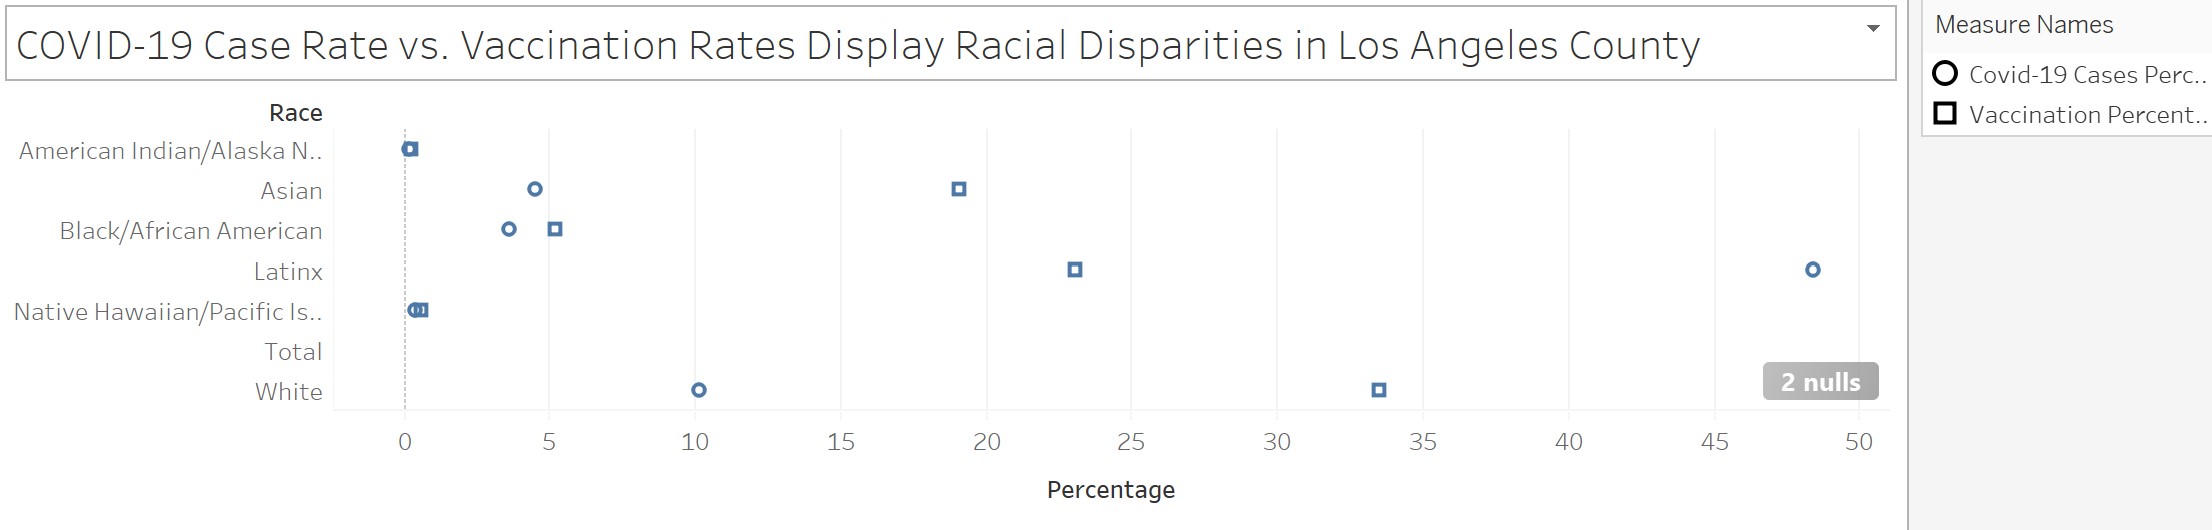 COVID-19 Case Rate vs. Vaccination Rates Display Racial Disparities in Los Angeles County
Measure Names
Covid-19 Cases Perc..
Vaccination Percent..
Race
American Indian/Alaska N..
Asian
Black/African American
Latinx
Native Hawaiian/Pacific Is..
Total
White
2 nulls
0 5 10 15 20 25 30 35 40 45 50
Percentage